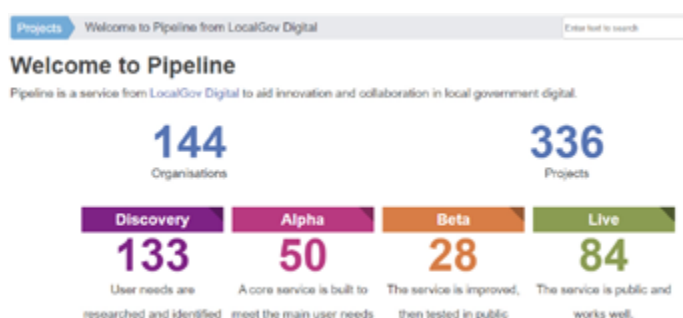 Projects Welcome to Pipeline from LocalGov Digital Enter text to search
Welcome to Pipeline
Pipeline is a service from LocalGov Digital to aid innovation and collaboration in local government digital.
144 336
Organisations Projects
Discovery Alpha Beta Live
133 50 28 84
User needs are A core service is built to The service is improved, The service is public and
researched and identified meet the main user needs then tested in public works well.